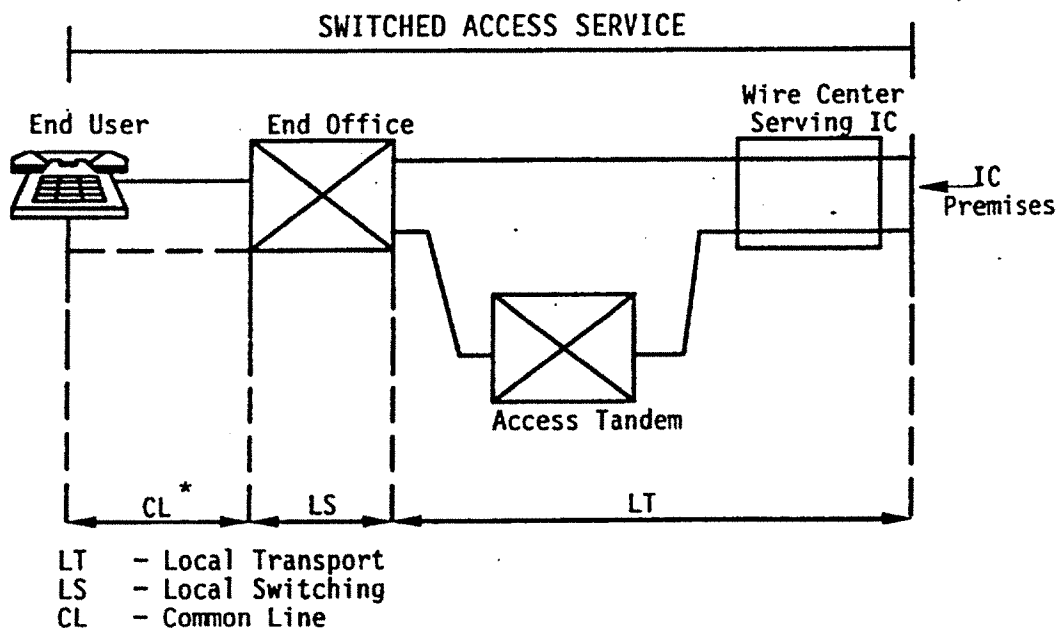 SWITCHED ACCESS SERVICE
Wire Center
Serving IC
End User
End Office
IC
Premises
Access Tandem
CL *
LS
LT
LT - Local Transport
LS - Local Switching
CL - Common Line